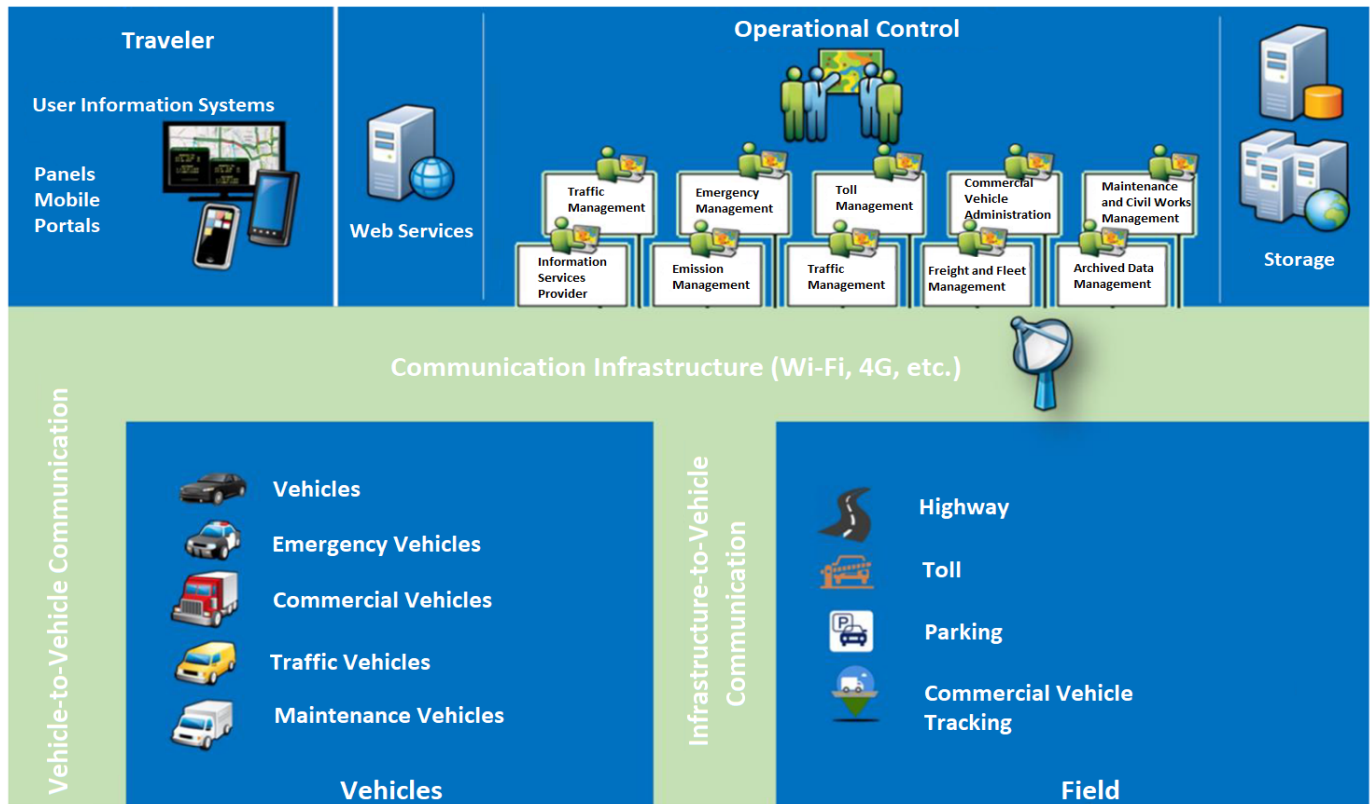 Traveler
User Information Systems
Panels
Mobile
Portals
Web Services
Operational Control
Traffic
Management
Emergency
Management
Toll
Management
Commercial
Vehicle
Administration
Maintenance
and Civil Works
Management
Information
Services
Provider
Emission
Management
Traffic
Management
Freight and Fleet
Management
Archived Data
Management
Storage
Communication Infrastructure (Wi-Fi, 4G, etc.)
Vehicle-to-Vehicle Communication
Vehicles
Emergency Vehicles
Commercial Vehicles
Traffic Vehicles
Maintenance Vehicles
Vehicles
Infrastructure-to-Vehicle
Communication
Highway
Toll
Parking
Commercial Vehicle
Tracking
Field